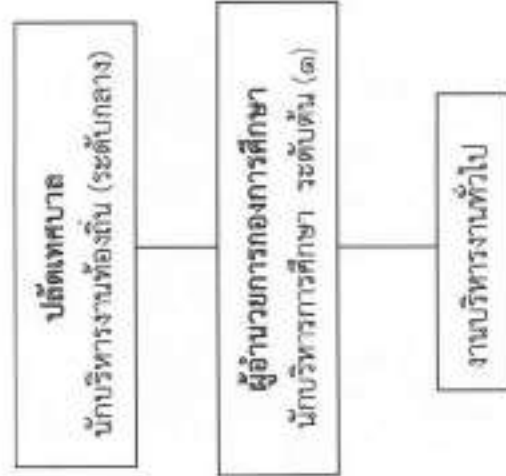 ปลัดเทศบาล
นักบริหารงานท้องถิ่น (ระดับกลาง)
ผู้อำนวยการกองการศึกษา
นักบริหารการศึกษา ระดับต้น (๑)
งานบริหารงานทั่วไป